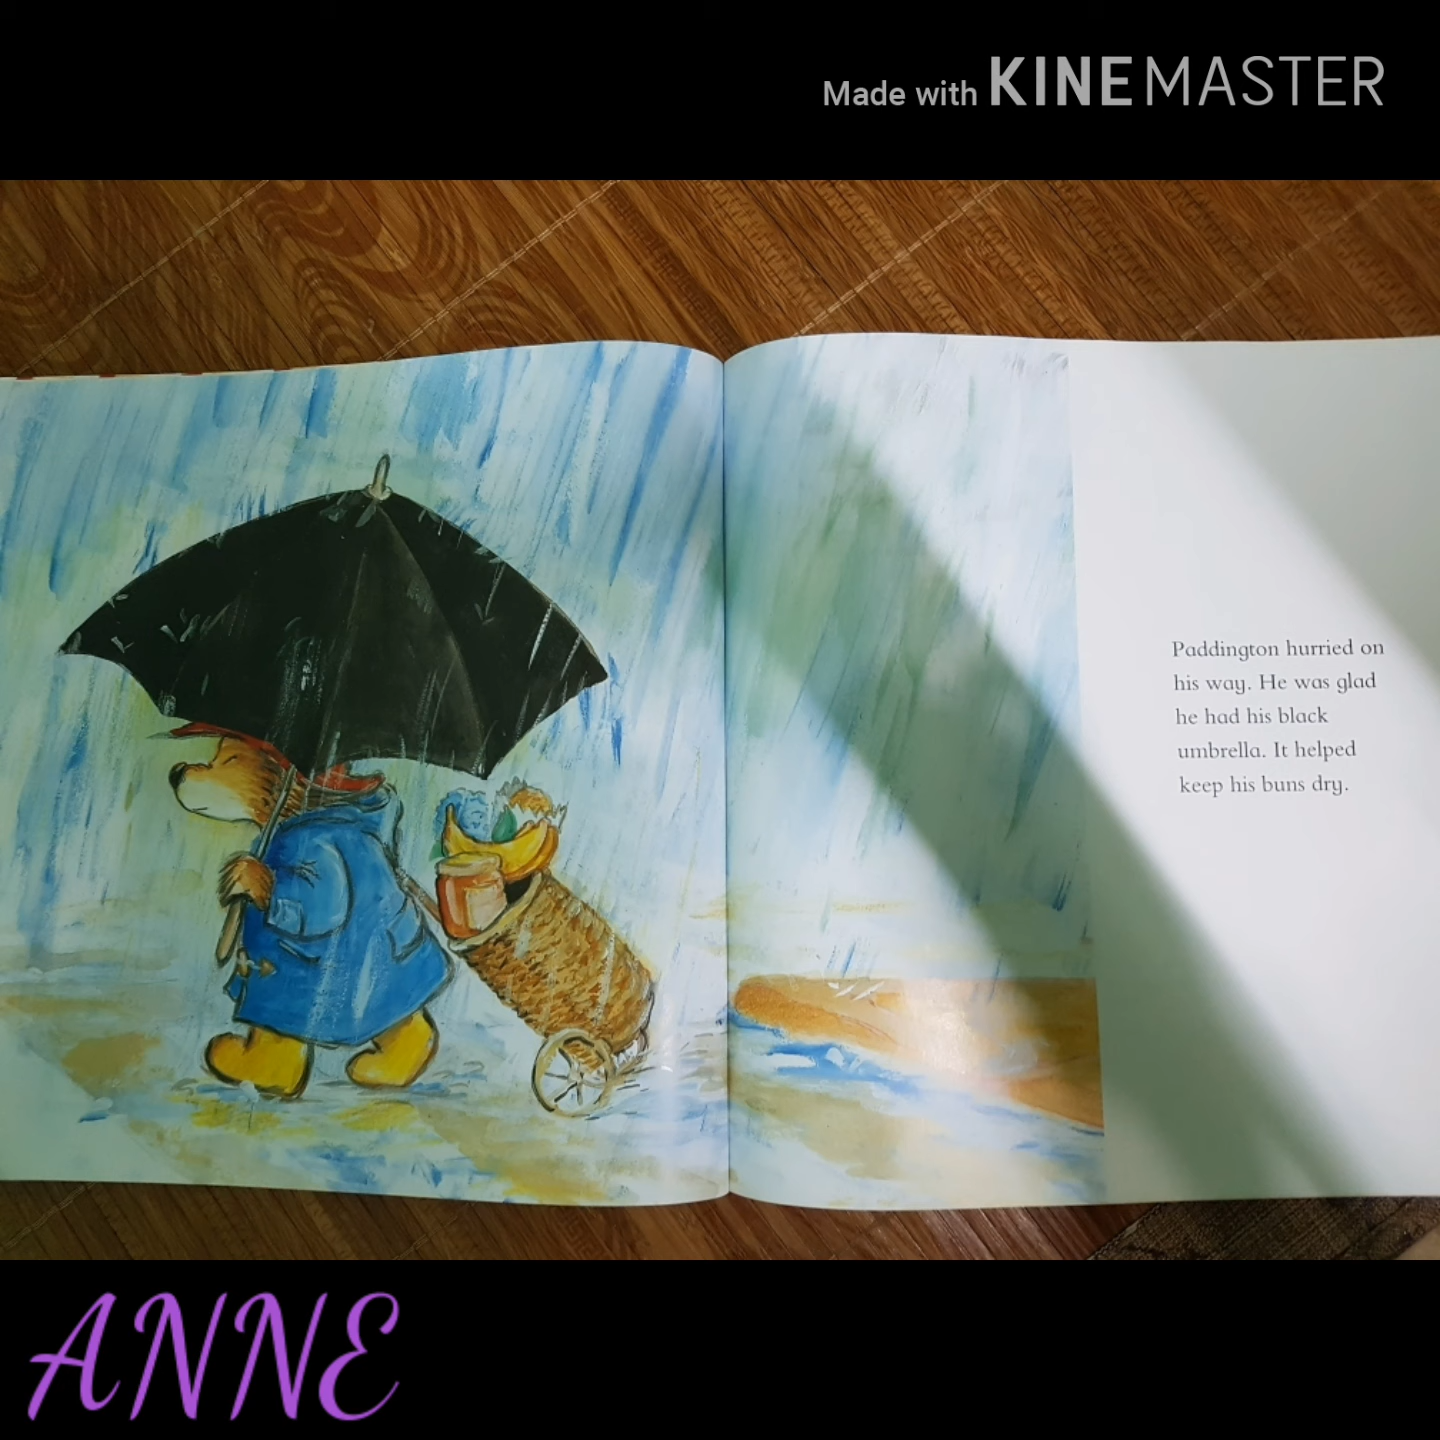 Made with KINEMASTER
Paddington hurried on
his way. He was glad
he had his black
umbrella. It helped
keep his buns dry.
ANNE